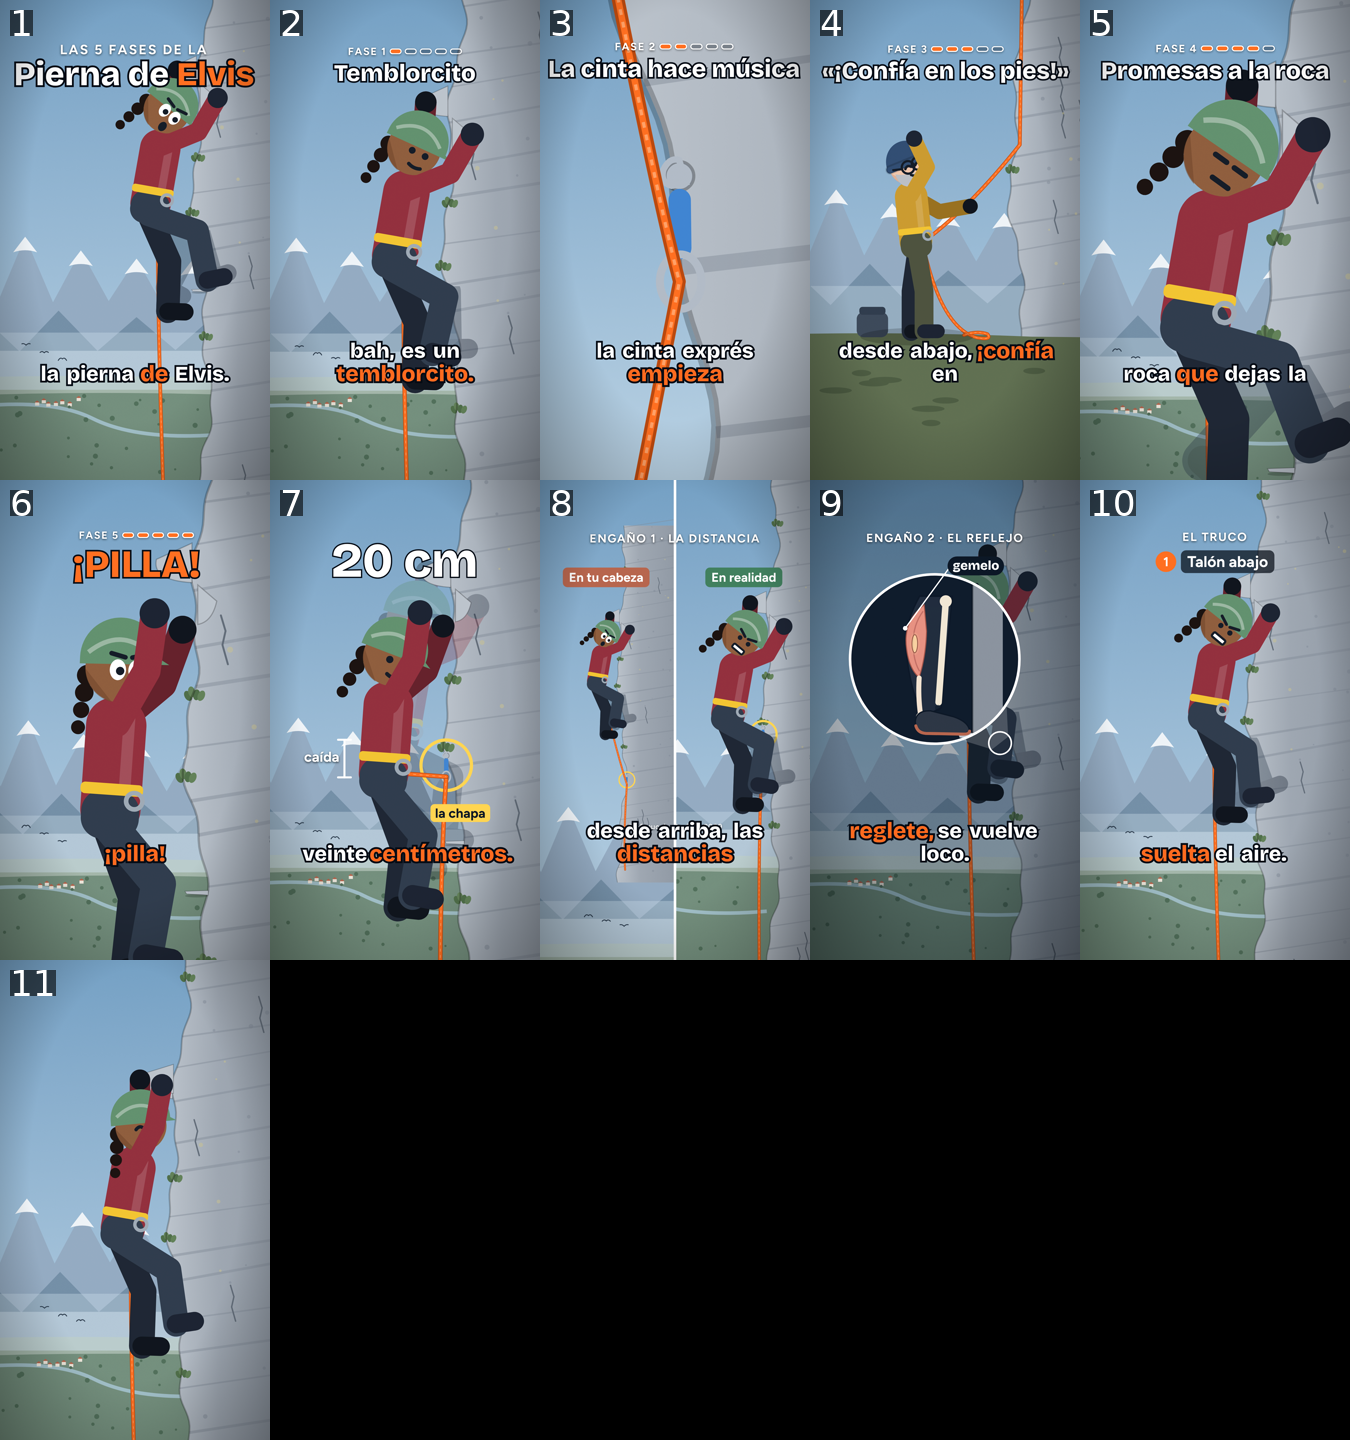 1
LAS 5 FASES DE LA
Pierna de Elvis
la pierna de Elvis.
2
FASE 1
Temblorcito
bah, es un
temblorcito.
3
FASE 2
La cinta hace música
la cinta exprés
empieza
4
FASE 3
«¡Confía en los pies!»
desde abajo, ¡confía
en
5
FASE 4
Promesas a la roca
roca que dejas la
6
FASE 5
¡PILLA!
¡pilla!
7
20 cm
caída
la chapa
veinte centímetros.
8
ENGAÑO 1 · LA DISTANCIA
En tu cabeza
En realidad
desde arriba, las
distancias
9
ENGAÑO 2 · EL REFLEJO
gemelo
reglete, se vuelve
loco.
10
EL TRUCO
1 Talón abajo
suelta el aire.
11